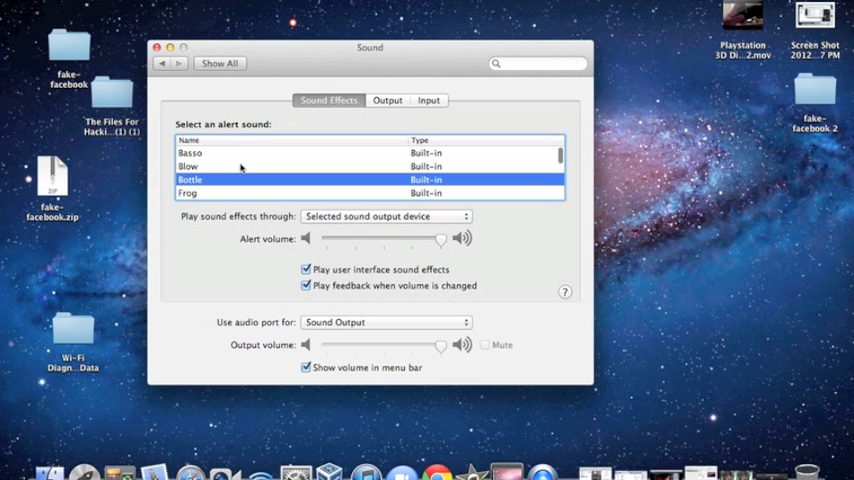 Sound
Show All
Sound Effects
Output
Input
Select an alert sound:
Name Type
Basso Built-in
Blow Built-in
Bottle Built-in
Frog Built-in
Play sound effects through: Selected sound output device
Alert volume:
Play user interface sound effects
Play feedback when volume is changed
?
Use audio port for: Sound Output
Output volume: Mute
Show volume in menu bar
fake-
facebook
The Files For
Hacki...(1) (1)
ZIP
fake-
facebook.zip
Wi-Fi
Diagn...Data
Playstation
3D Di...2.mov
Screen Shot
2012...7 PM
fake-
facebook 2